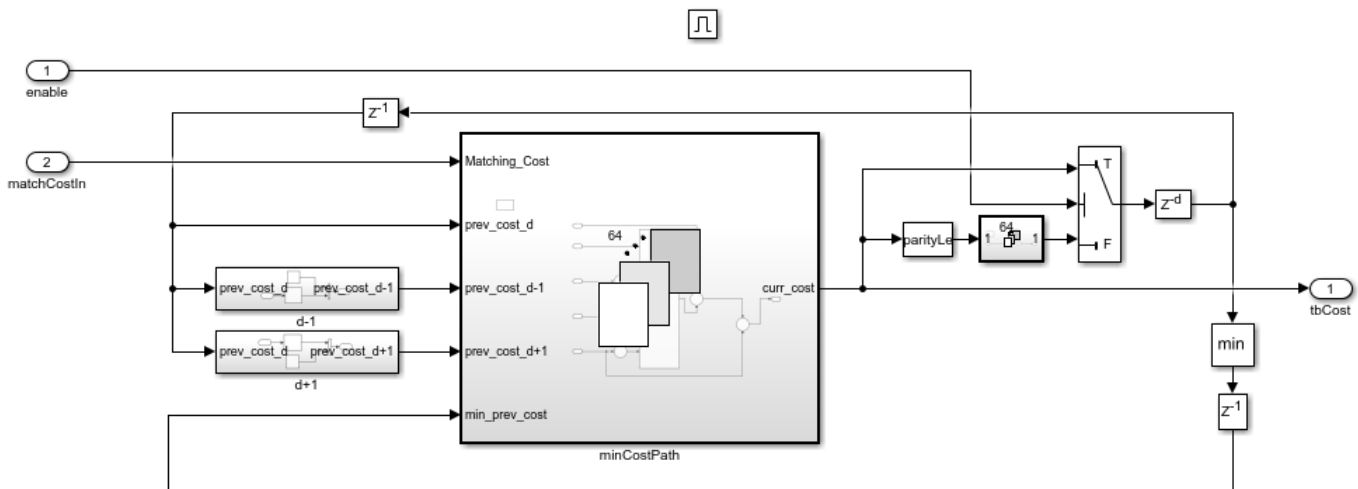 1
enable
z-1
2
matchCostIn
Matching_Cost
T
prev_cost_d
64
z-d
parityLe
64
1
1
F
prev_cost_d
prev_cost_d-1
d-1
prev_cost_d-1
curr_cost
1
tbCost
prev_cost_d
prev_cost_d+1
d+1
prev_cost_d+1
min
min_prev_cost
z-1
minCostPath